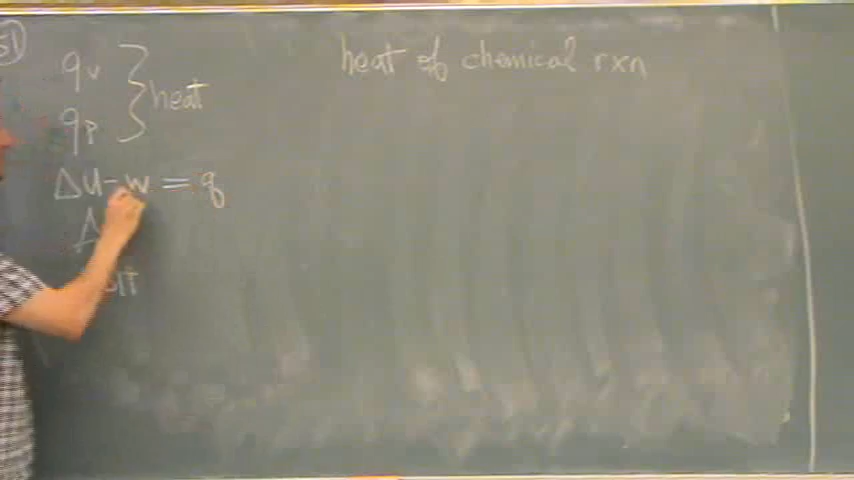 51
heat of chemical rxn
qv
heat
qp
ΔU-w = q
Δ